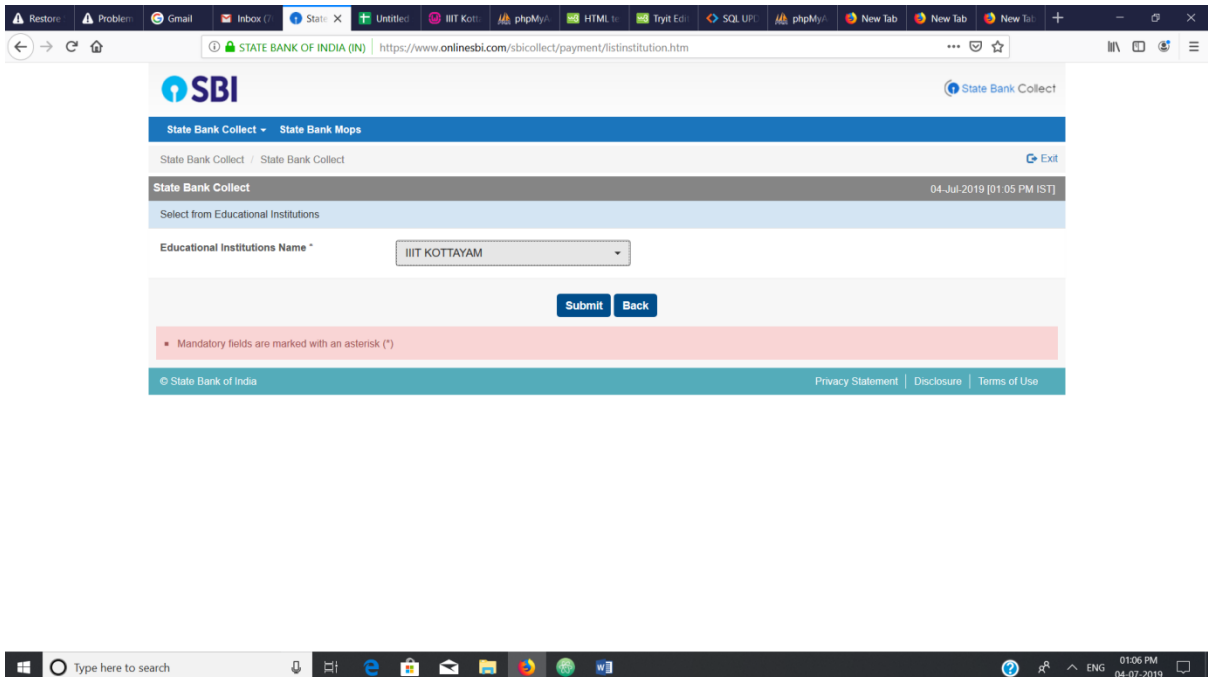 Restore Problem Gmail Inbox (7 State Untitled IIIT Kotta phpMyA HTML te Tryit Edi SQL UPD phpMyA New Tab New Tab New Tab
STATE BANK OF INDIA (IN) https://www.onlinesbi.com/sbicollect/payment/listinstitution.htm
SBI State Bank Collect
State Bank Collect State Bank Mops
State Bank Collect / State Bank Collect Exit
State Bank Collect 04-Jul-2019 [01:05 PM IST]
Select from Educational Institutions
Educational Institutions Name * IIIT KOTTAYAM
Submit Back
Mandatory fields are marked with an asterisk (*)
© State Bank of India Privacy Statement | Disclosure | Terms of Use
Type here to search ENG 01:06 PM
04-07-2019